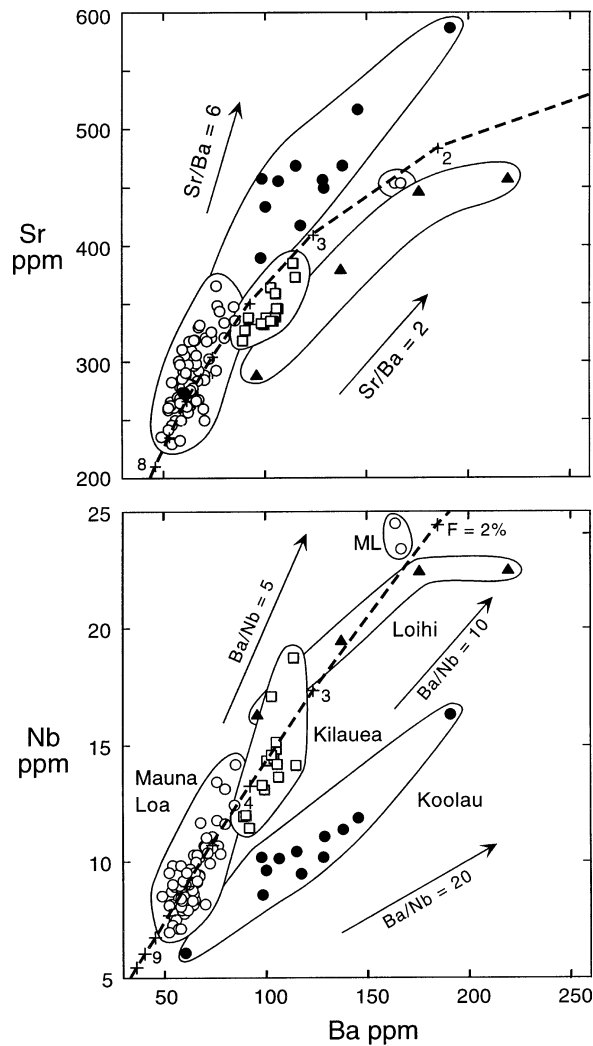 600
500
400
300
200
Sr
ppm
Sr/Ba = 6
Sr/Ba = 2
2
3
8
25
20
15
10
5
Nb
ppm
ML
F = 2%
Ba/Nb = 5
Loihi
Ba/Nb = 10
3
Kilauea
Mauna
Loa
4
Koolau
Ba/Nb = 20
9
50
100
150
200
250
Ba ppm